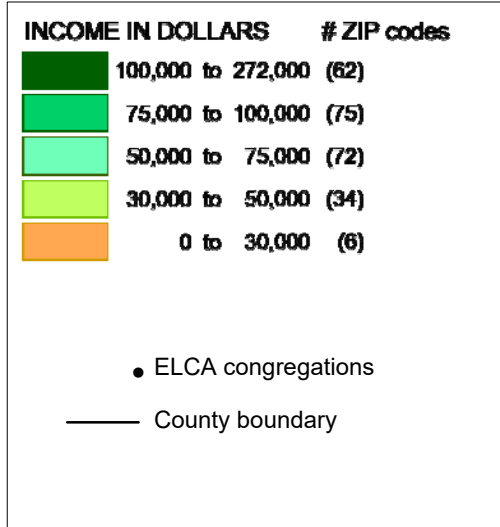 INCOME IN DOLLARS # ZIP codes
100,000 to 272,000 (62)
75,000 to 100,000 (75)
50,000 to 75,000 (72)
30,000 to 50,000 (34)
0 to 30,000 (6)
ELCA congregations
County boundary